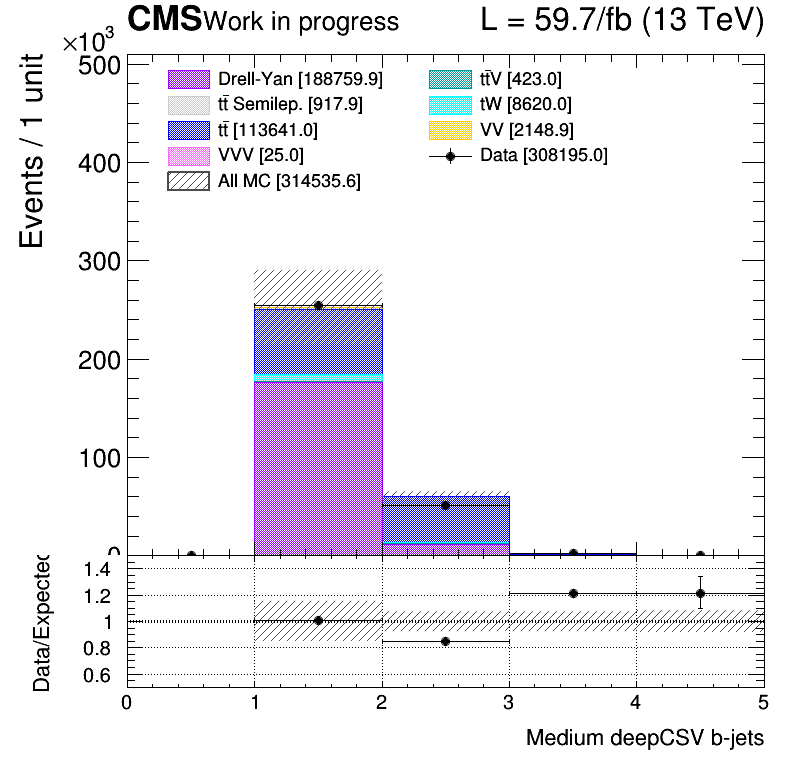 CMS Work in progress L = 59.7/fb (13 TeV)
×10³
Events / 1 unit
500
400
300
200
100
0
Drell-Yan [188759.9]
tt̄ Semilep. [917.9]
tt̄ [113641.0]
VVV [25.0]
All MC [314535.6]
tt̄V [423.0]
tW [8620.0]
VV [2148.9]
Data [308195.0]
Data/Expected
1.4
1.2
1
0.8
0.6
0 1 2 3 4 5
Medium deepCSV b-jets